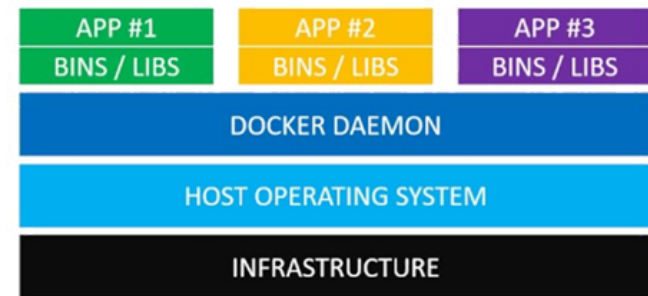 APP #1
BINS / LIBS
APP #2
BINS / LIBS
APP #3
BINS / LIBS
DOCKER DAEMON
HOST OPERATING SYSTEM
INFRASTRUCTURE